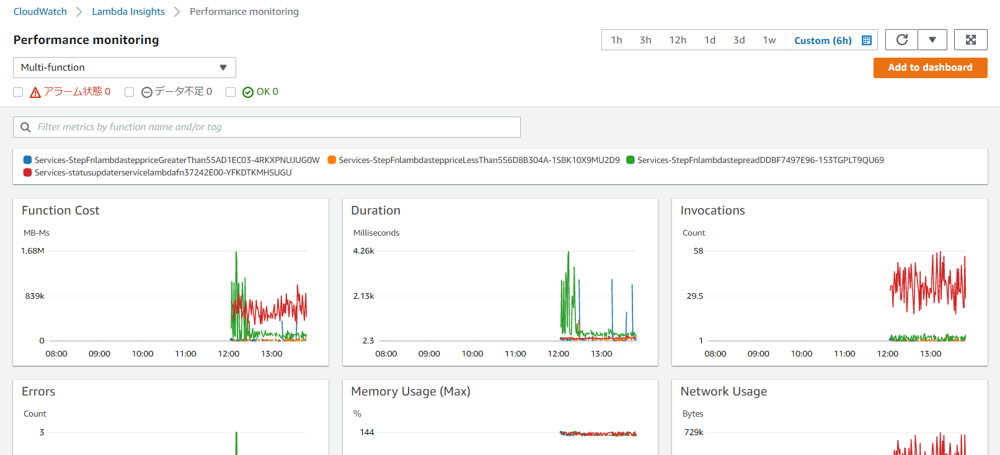 CloudWatch > Lambda Insights > Performance monitoring
Performance monitoring
1h 3h 12h 1d 3d 1w Custom (6h)
Multi-function
Add to dashboard
アラーム状態 0 データ不足 0 OK 0
Filter metrics by function name and/or tag
Services-StepFnlambdasteppriceGreaterThan55AD1EC03-4RKXPNUJUG0W Services-StepFnlambdasteppriceLessThan556D8B304A-1SBK10X9MU2D9 Services-StepFnlambdastepreadDDBF7497E96-153TGPLT9QU69
Services-statusupdaterservicelambdafn37242E00-YFKDTKMHSUGU
Function Cost
MB-Ms
1.68M
839k
0
08:00 09:00 10:00 11:00 12:00 13:00
Duration
Milliseconds
4.26k
2.13k
2.3
08:00 09:00 10:00 11:00 12:00 13:00
Invocations
Count
58
29.5
1
08:00 09:00 10:00 11:00 12:00 13:00
Errors
Count
3
Memory Usage (Max)
%
144
Network Usage
Bytes
729k